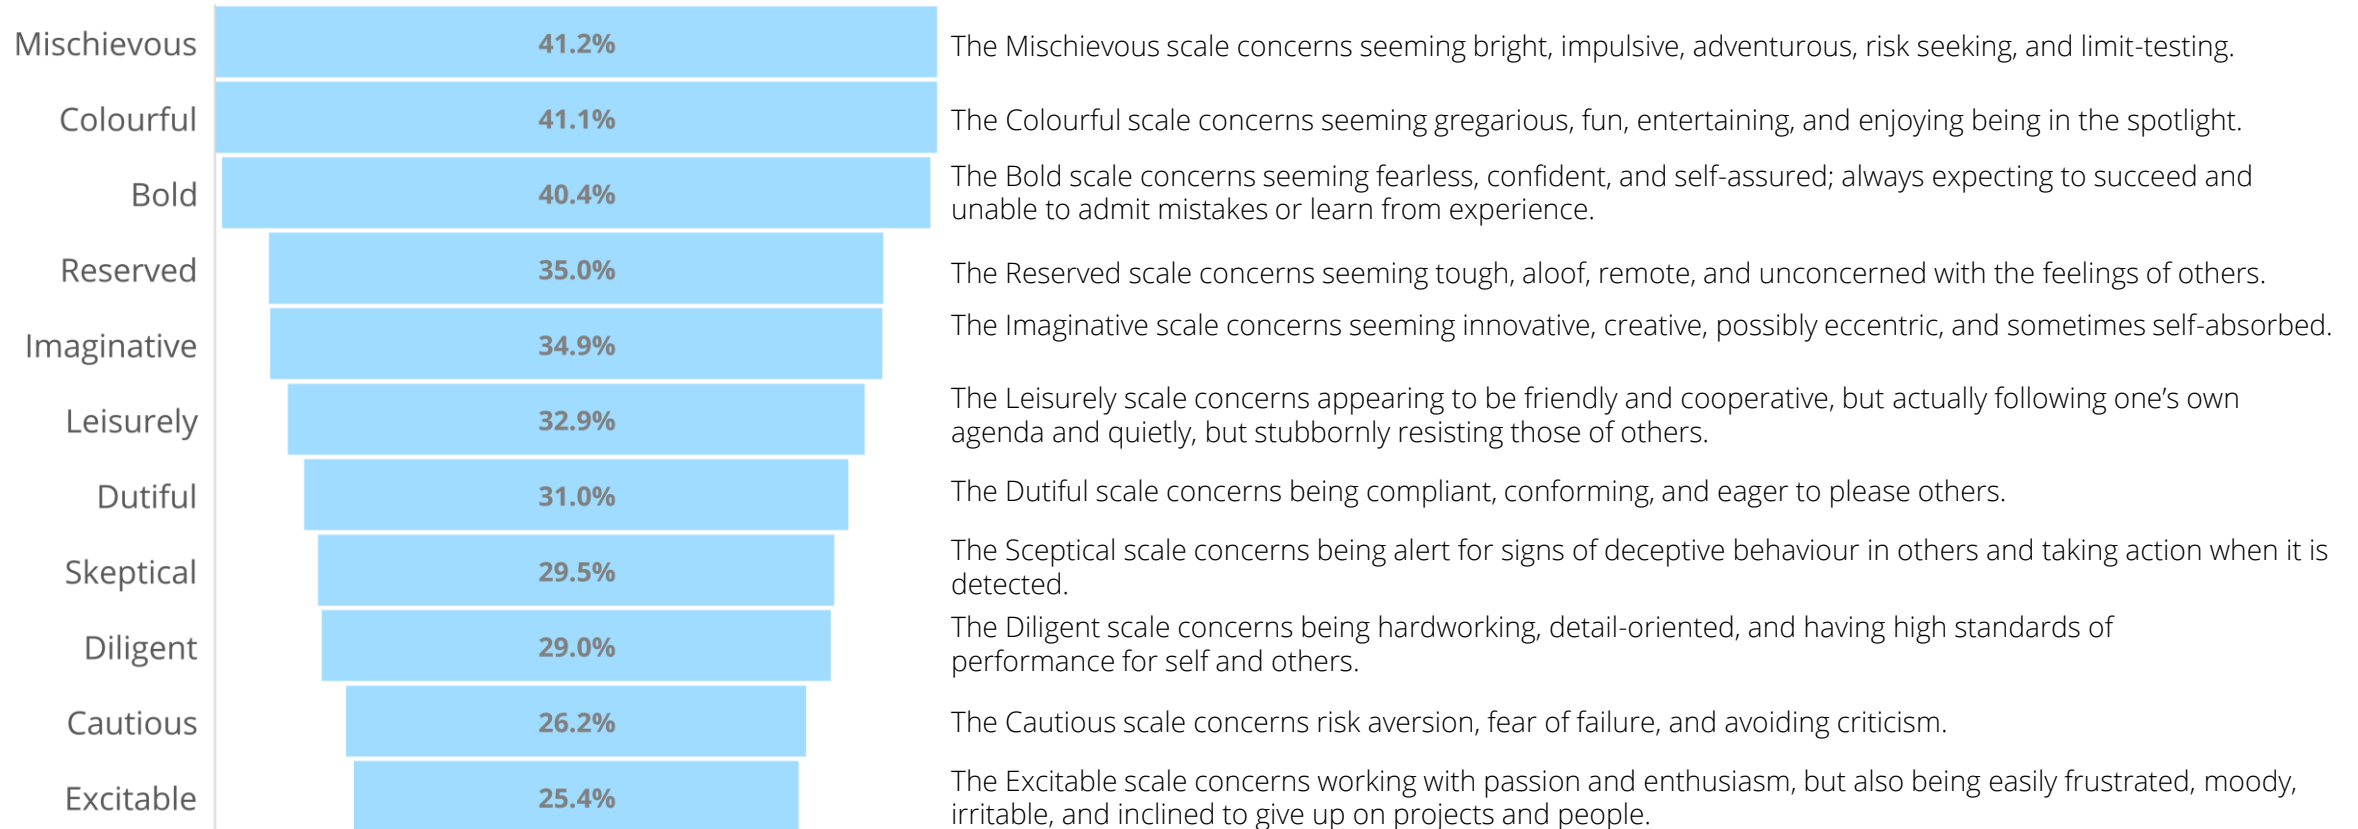 Mischievous
41.2%
The Mischievous scale concerns seeming bright, impulsive, adventurous, risk seeking, and limit-testing.
Colourful
41.1%
The Colourful scale concerns seeming gregarious, fun, entertaining, and enjoying being in the spotlight.
Bold
40.4%
The Bold scale concerns seeming fearless, confident, and self-assured; always expecting to succeed and
unable to admit mistakes or learn from experience.
Reserved
35.0%
The Reserved scale concerns seeming tough, aloof, remote, and unconcerned with the feelings of others.
Imaginative
34.9%
The Imaginative scale concerns seeming innovative, creative, possibly eccentric, and sometimes self-absorbed.
Leisurely
32.9%
The Leisurely scale concerns appearing to be friendly and cooperative, but actually following one’s own
agenda and quietly, but stubbornly resisting those of others.
Dutiful
31.0%
The Dutiful scale concerns being compliant, conforming, and eager to please others.
Skeptical
29.5%
The Sceptical scale concerns being alert for signs of deceptive behaviour in others and taking action when it is
detected.
Diligent
29.0%
The Diligent scale concerns being hardworking, detail-oriented, and having high standards of
performance for self and others.
Cautious
26.2%
The Cautious scale concerns risk aversion, fear of failure, and avoiding criticism.
Excitable
25.4%
The Excitable scale concerns working with passion and enthusiasm, but also being easily frustrated, moody,
irritable, and inclined to give up on projects and people.